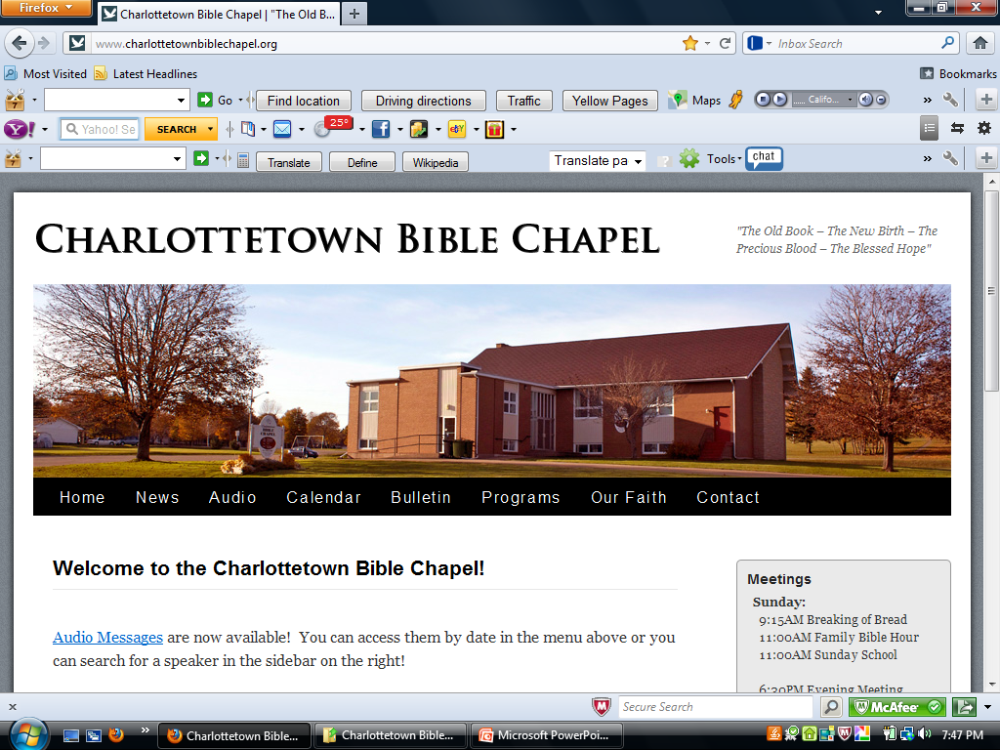 Firefox
Charlottetown Bible Chapel | "The Old B...
www.charlottetownbiblechapel.org
Inbox Search
Most Visited Latest Headlines Bookmarks
Go Find location Driving directions Traffic Yellow Pages Maps ..... Califo... »
Yahoo! Se SEARCH 25°
Translate Define Wikipedia Translate pa Tools chat »
Charlottetown Bible Chapel
"The Old Book – The New Birth – The
Precious Blood – The Blessed Hope"
BIBLE
CHAPEL
Home News Audio Calendar Bulletin Programs Our Faith Contact
Welcome to the Charlottetown Bible Chapel!
Audio Messages are now available! You can access them by date in the menu above or you
can search for a speaker in the sidebar on the right!
Meetings
Sunday:
9:15AM Breaking of Bread
11:00AM Family Bible Hour
11:00AM Sunday School
6:30PM Evening Meeting
x Secure Search McAfee
» Charlottetown Bible... Charlottetown Bible... Microsoft PowerPoi... 7:47 PM